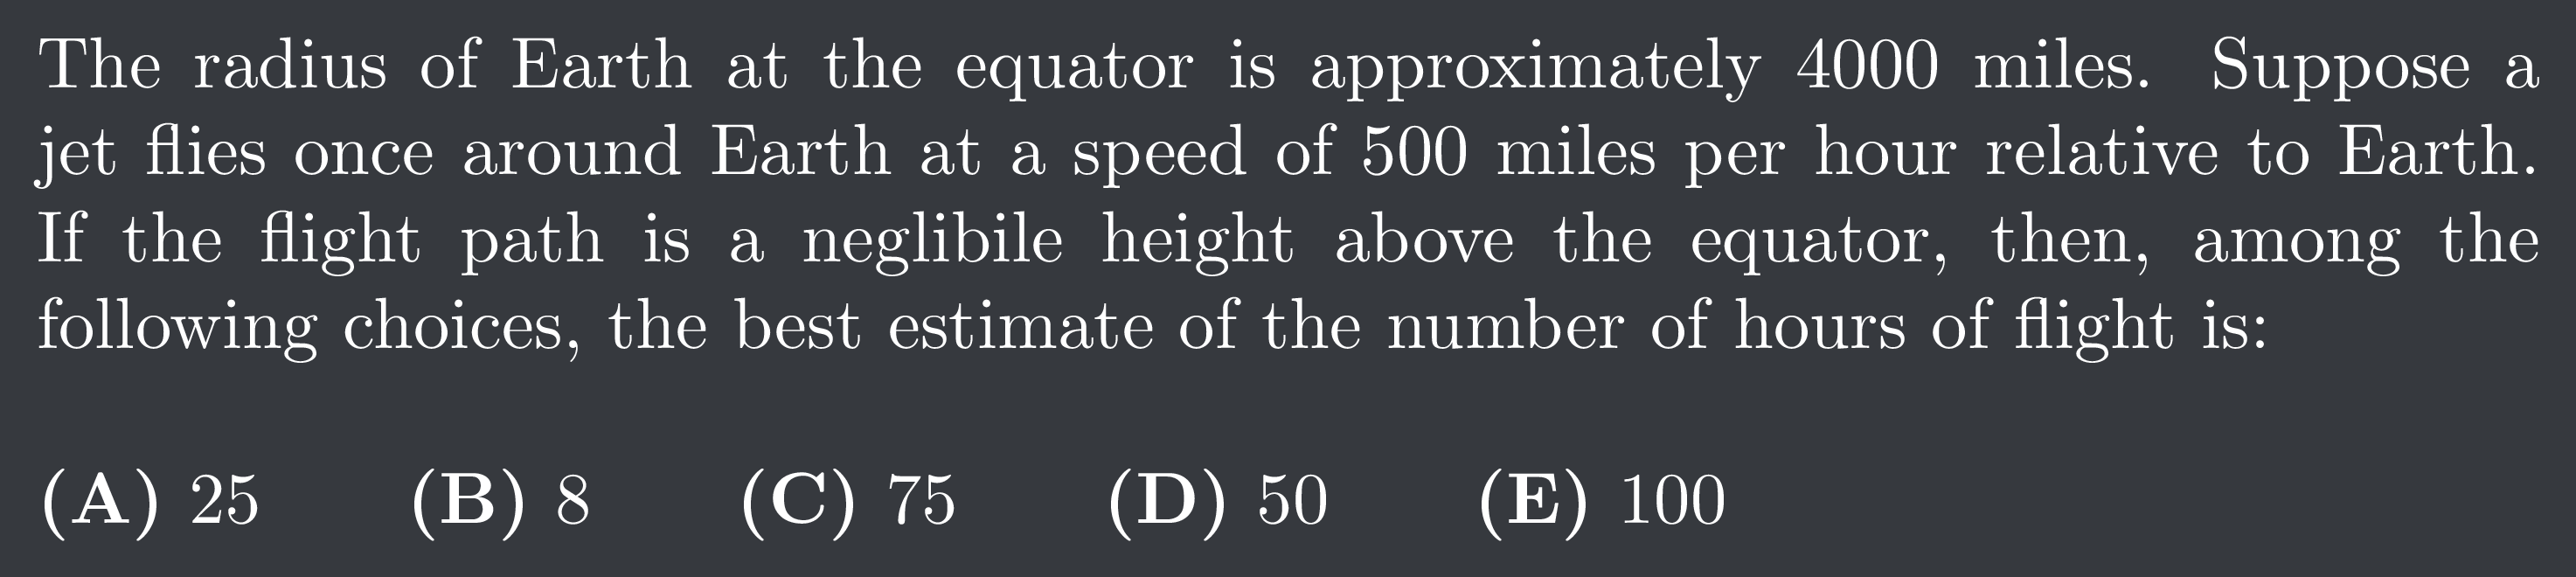 The radius of Earth at the equator is approximately 4000 miles. Suppose a
jet flies once around Earth at a speed of 500 miles per hour relative to Earth.
If the flight path is a neglibile height above the equator, then, among the
following choices, the best estimate of the number of hours of flight is:
(A) 25 (B) 8 (C) 75 (D) 50 (E) 100